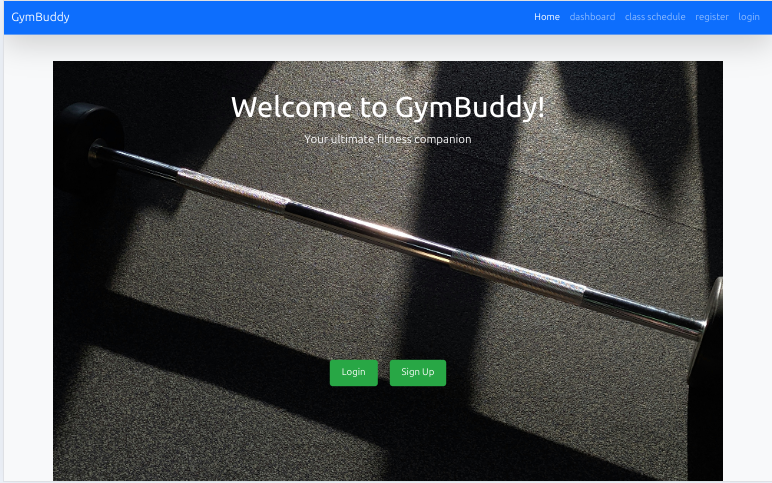 GymBuddy
Home dashboard class schedule register login
Welcome to GymBuddy!
Your ultimate fitness companion
Login Sign Up